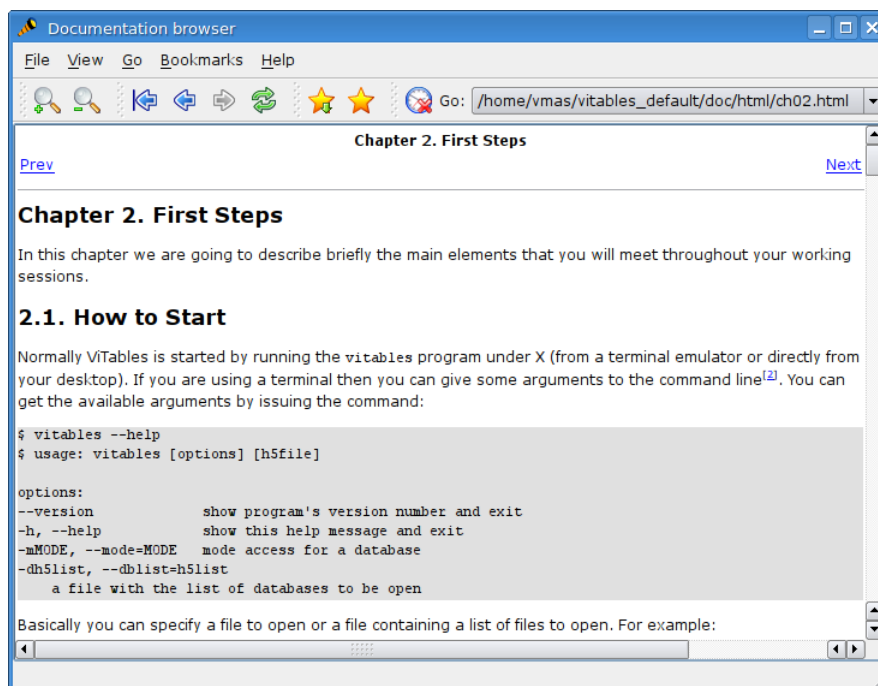 Documentation browser
File View Go Bookmarks Help
Go: /home/vmas/vitables_default/doc/html/ch02.html
Chapter 2. First Steps
Prev Next
Chapter 2. First Steps
In this chapter we are going to describe briefly the main elements that you will meet throughout your working
sessions.
2.1. How to Start
Normally ViTables is started by running the vitables program under X (from a terminal emulator or directly from
your desktop). If you are using a terminal then you can give some arguments to the command line[2]. You can
get the available arguments by issuing the command:
$ vitables --help
$ usage: vitables [options] [h5file]
options:
--version show program's version number and exit
-h, --help show this help message and exit
-mMODE, --mode=MODE mode access for a database
-dh5list, --dblist=h5list
a file with the list of databases to be open
Basically you can specify a file to open or a file containing a list of files to open. For example: